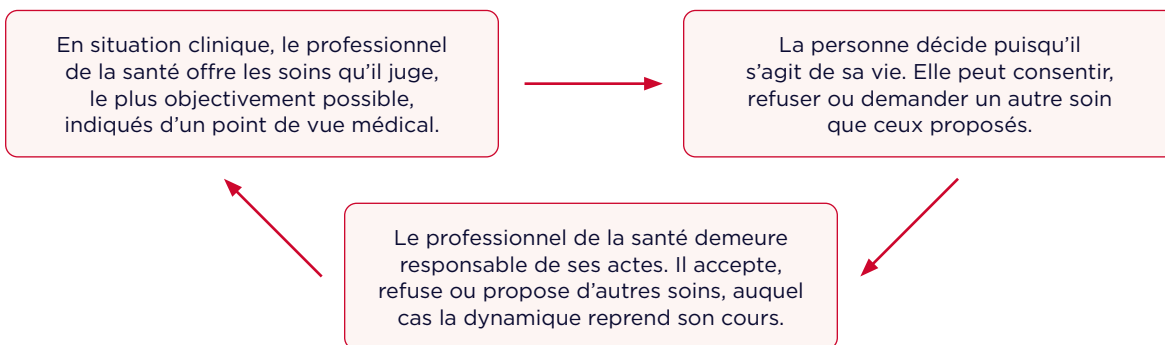 En situation clinique, le professionnel
de la santé offre les soins qu’il juge,
le plus objectivement possible,
indiqués d’un point de vue médical.
La personne décide puisqu’il
s’agit de sa vie. Elle peut consentir,
refuser ou demander un autre soin
que ceux proposés.
Le professionnel de la santé demeure
responsable de ses actes. Il accepte,
refuse ou propose d’autres soins, auquel
cas la dynamique reprend son cours.